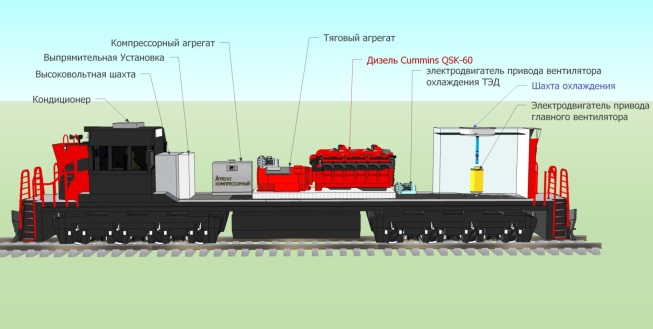 Тяговый агрегат
Компрессорный агрегат
Выпрямительная Установка
Дизель Cummins QSK-60
Высоковольтная шахта
электродвигатель привода вентилятора
охлаждения ТЭД
Шахта охлаждения
Кондиционер
Электродвигатель привода
главного вентилятора
Агрегат
компрессорный